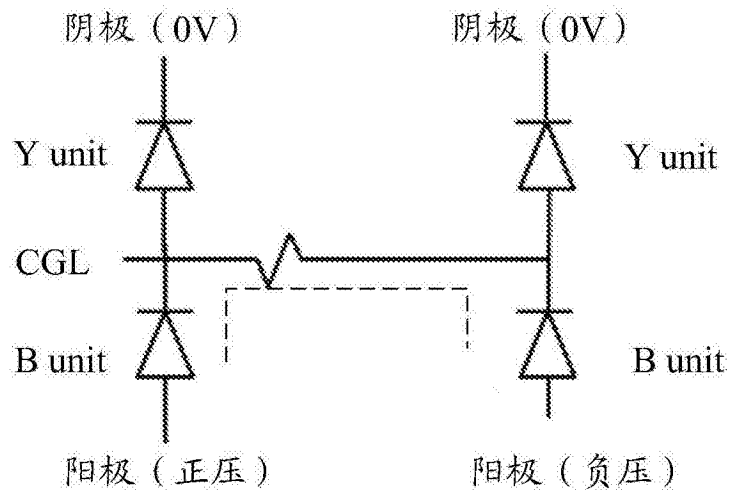 阴极（0V） 阴极（0V）
Y unit Y unit
CGL
B unit B unit
阳极（正压） 阳极（负压）